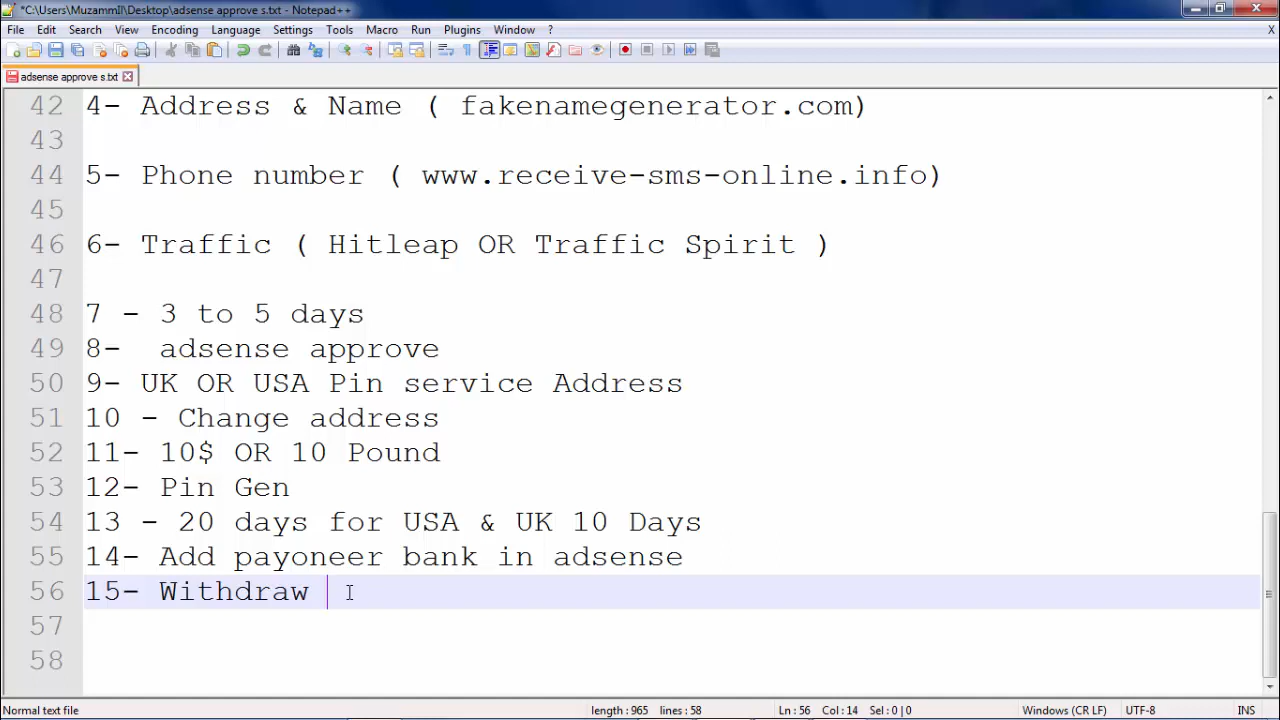 *C:\Users\MuzammIl\Desktop\adsense approve s.txt - Notepad++
File Edit Search View Encoding Language Settings Tools Macro Run Plugins Window ? X
adsense approve s.txt
42 4- Address & Name ( fakenamegenerator.com)
43
44 5- Phone number ( www.receive-sms-online.info)
45
46 6- Traffic ( Hitleap OR Traffic Spirit )
47
48 7 - 3 to 5 days
49 8-  adsense approve
50 9- UK OR USA Pin service Address
51 10 - Change address
52 11- 10$ OR 10 Pound
53 12- Pin Gen
54 13 - 20 days for USA & UK 10 Days
55 14- Add payoneer bank in adsense
56 15- Withdraw
57
58
Normal text file length : 965 lines : 58 Ln : 56 Col : 14 Sel : 0 | 0 Windows (CR LF) UTF-8 INS